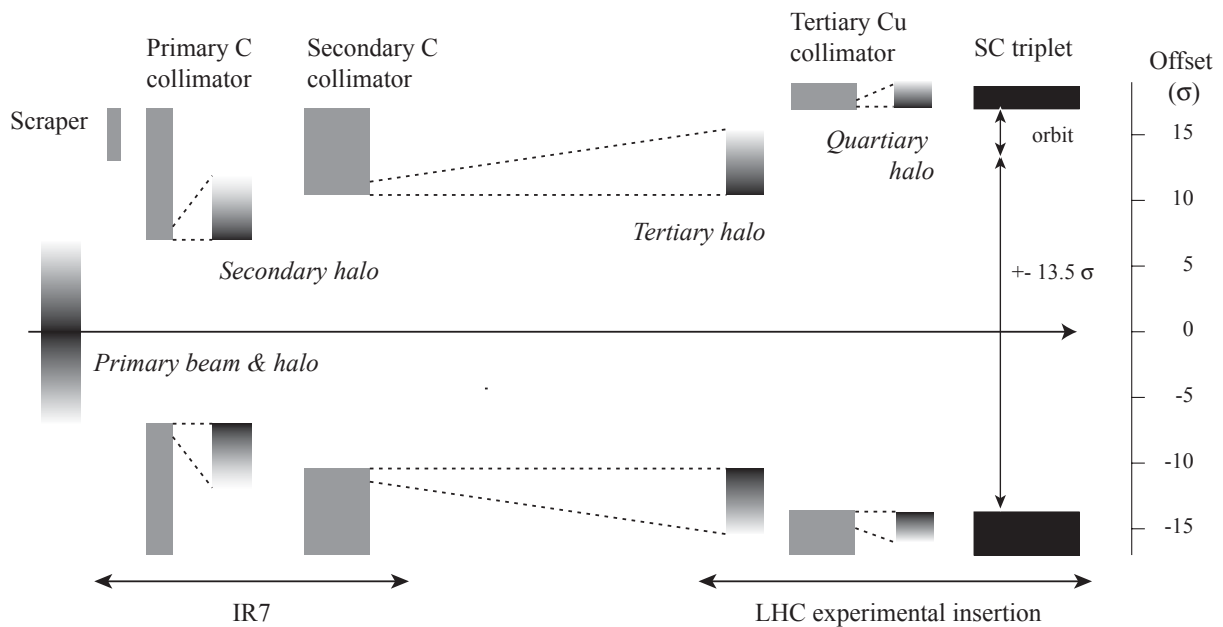 Primary C
collimator
Secondary C
collimator
Tertiary Cu
collimator
SC triplet
Offset
(σ)
Scraper
Quartiary
halo
orbit
15
10
5
0
-5
-10
-15
Tertiary halo
Secondary halo
+- 13.5 σ
Primary beam & halo
IR7
LHC experimental insertion